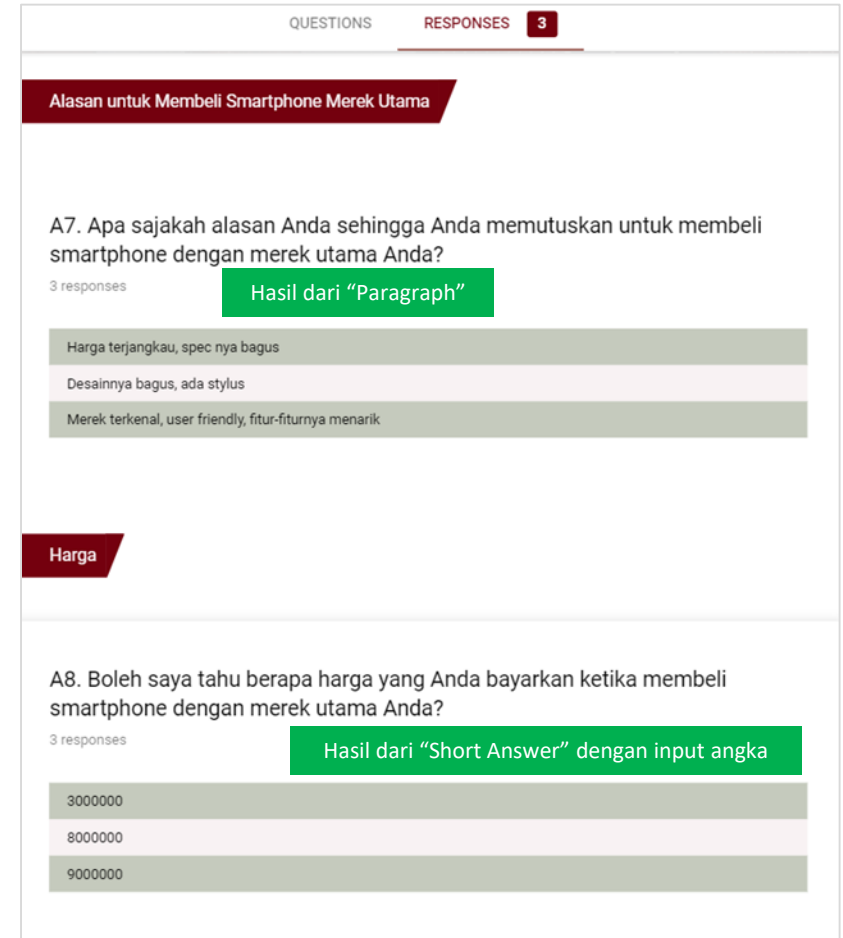 QUESTIONS RESPONSES 3
Alasan untuk Membeli Smartphone Merek Utama
A7. Apa sajakah alasan Anda sehingga Anda memutuskan untuk membeli
smartphone dengan merek utama Anda?
3 responses
Hasil dari “Paragraph”
Harga terjangkau, spec nya bagus
Desainnya bagus, ada stylus
Merek terkenal, user friendly, fitur-fiturnya menarik
Harga
A8. Boleh saya tahu berapa harga yang Anda bayarkan ketika membeli
smartphone dengan merek utama Anda?
3 responses
Hasil dari “Short Answer” dengan input angka
3000000
8000000
9000000